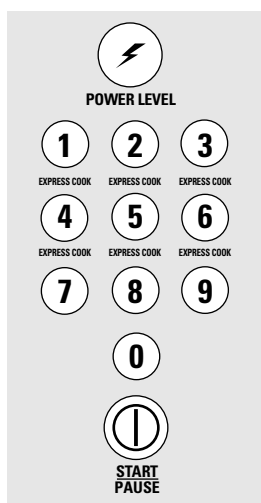 POWER LEVEL
1 2 3
EXPRESS COOK EXPRESS COOK EXPRESS COOK
4 5 6
EXPRESS COOK EXPRESS COOK EXPRESS COOK
7 8 9
0
START
PAUSE